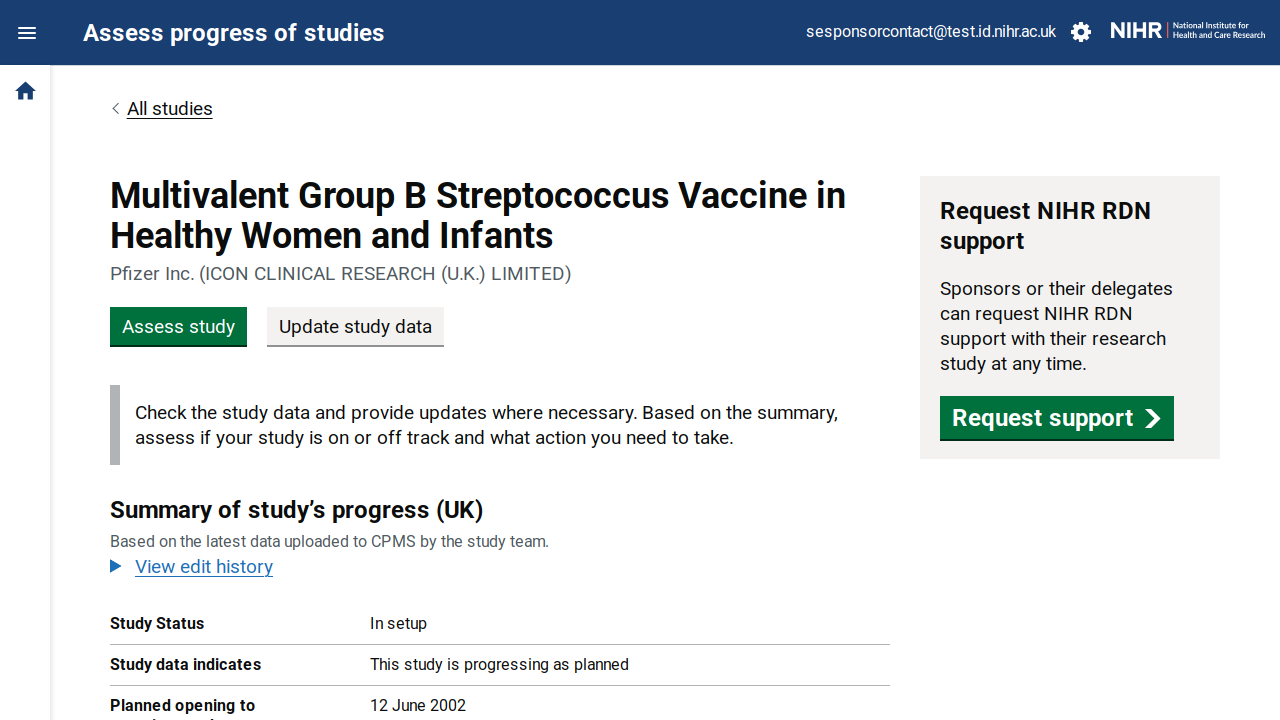 Assess progress of studies
sesponsorcontact@test.id.nihr.ac.uk
NIHR | National Institute for
Health and Care Research
All studies
Multivalent Group B Streptococcus Vaccine in
Healthy Women and Infants
Pfizer Inc. (ICON CLINICAL RESEARCH (U.K.) LIMITED)
Assess study
Update study data
Check the study data and provide updates where necessary. Based on the summary,
assess if your study is on or off track and what action you need to take.
Summary of study’s progress (UK)
Based on the latest data uploaded to CPMS by the study team.
View edit history
Study Status
In setup
Study data indicates
This study is progressing as planned
Planned opening to
12 June 2002
Request NIHR RDN
support
Sponsors or their delegates
can request NIHR RDN
support with their research
study at any time.
Request support